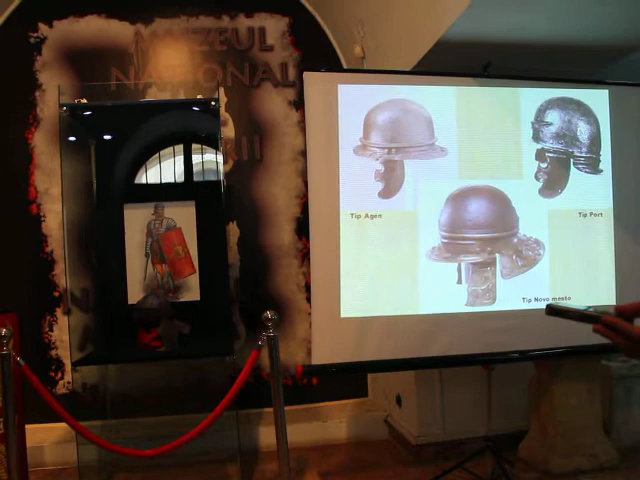 MUZEUL
NAȚIONAL
Tip Agen
Tip Port
Tip Novo mesto